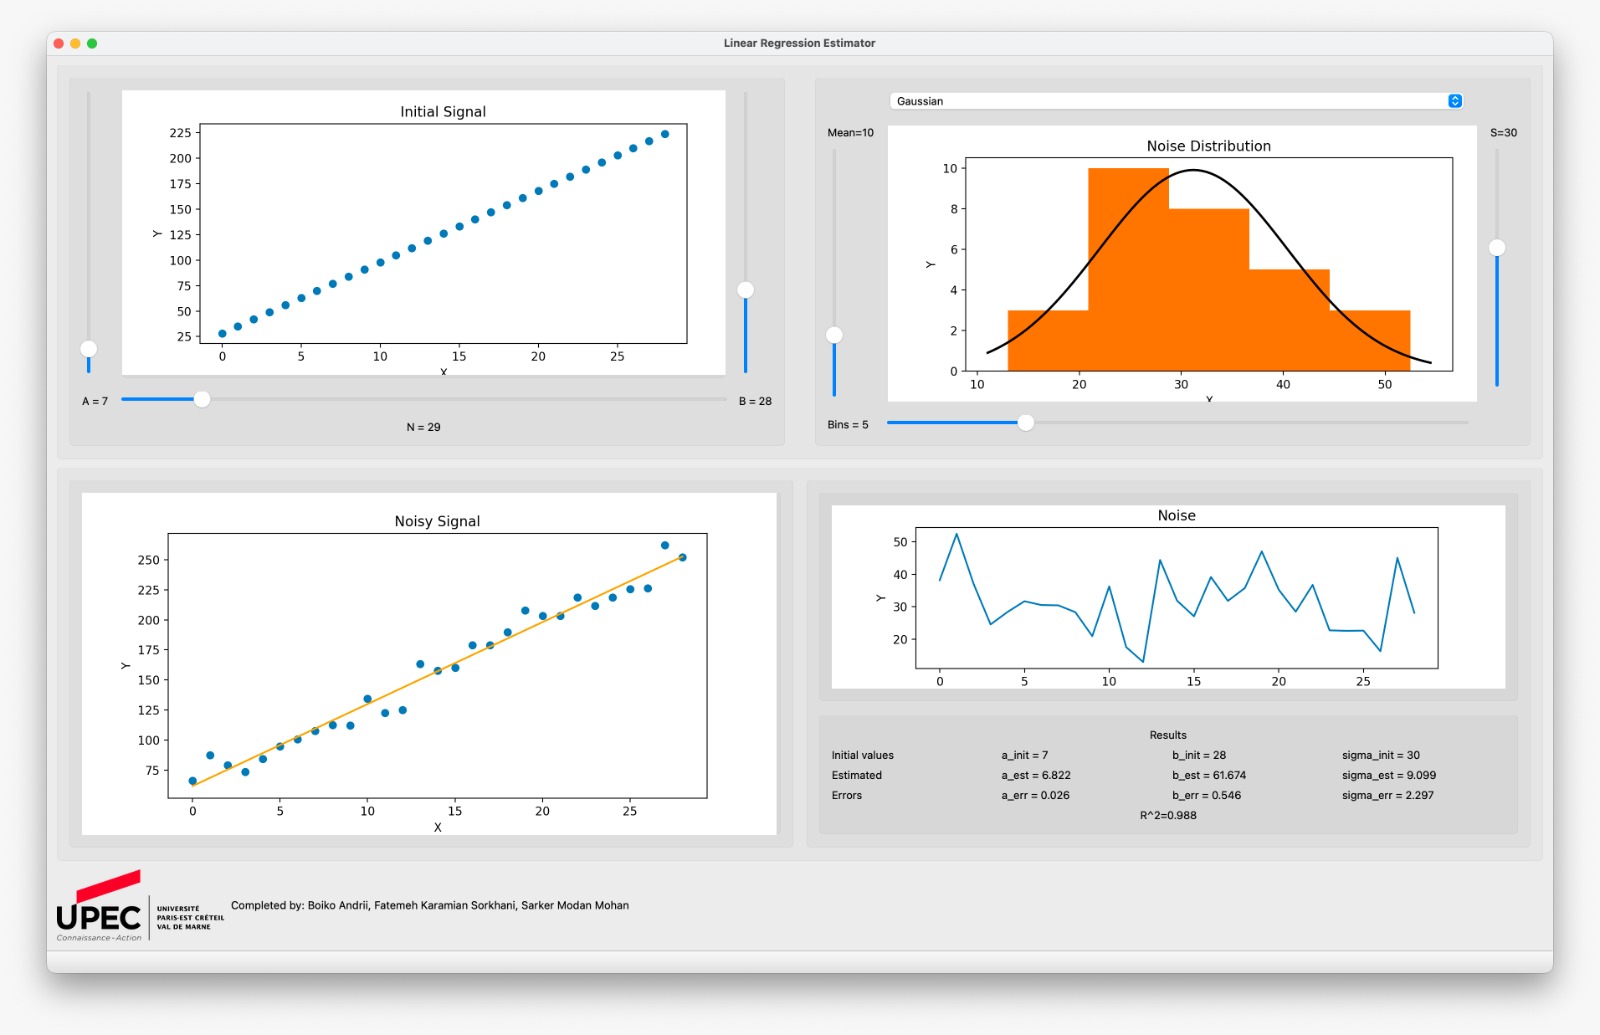 Linear Regression Estimator
Initial Signal
225
200
175
150
125
100
75
50
25
Y
0 5 10 15 20 25
X
A = 7
B = 28
N = 29
Gaussian
Mean=10
S=30
Noise Distribution
10
8
6
4
2
0
Y
10 20 30 40 50
X
Bins = 5
Noisy Signal
250
225
200
175
150
125
100
75
Y
0 5 10 15 20 25
X
Noise
50
40
30
20
Y
0 5 10 15 20 25
Results
Initial values a_init = 7 b_init = 28 sigma_init = 30
Estimated a_est = 6.822 b_est = 61.674 sigma_est = 9.099
Errors a_err = 0.026 b_err = 0.546 sigma_err = 2.297
R^2=0.988
UPEC
Connaissance - Action
UNIVERSITÉ
PARIS-EST CRÉTEIL
VAL DE MARNE
Completed by: Boiko Andrii, Fatemeh Karamian Sorkhani, Sarker Modan Mohan